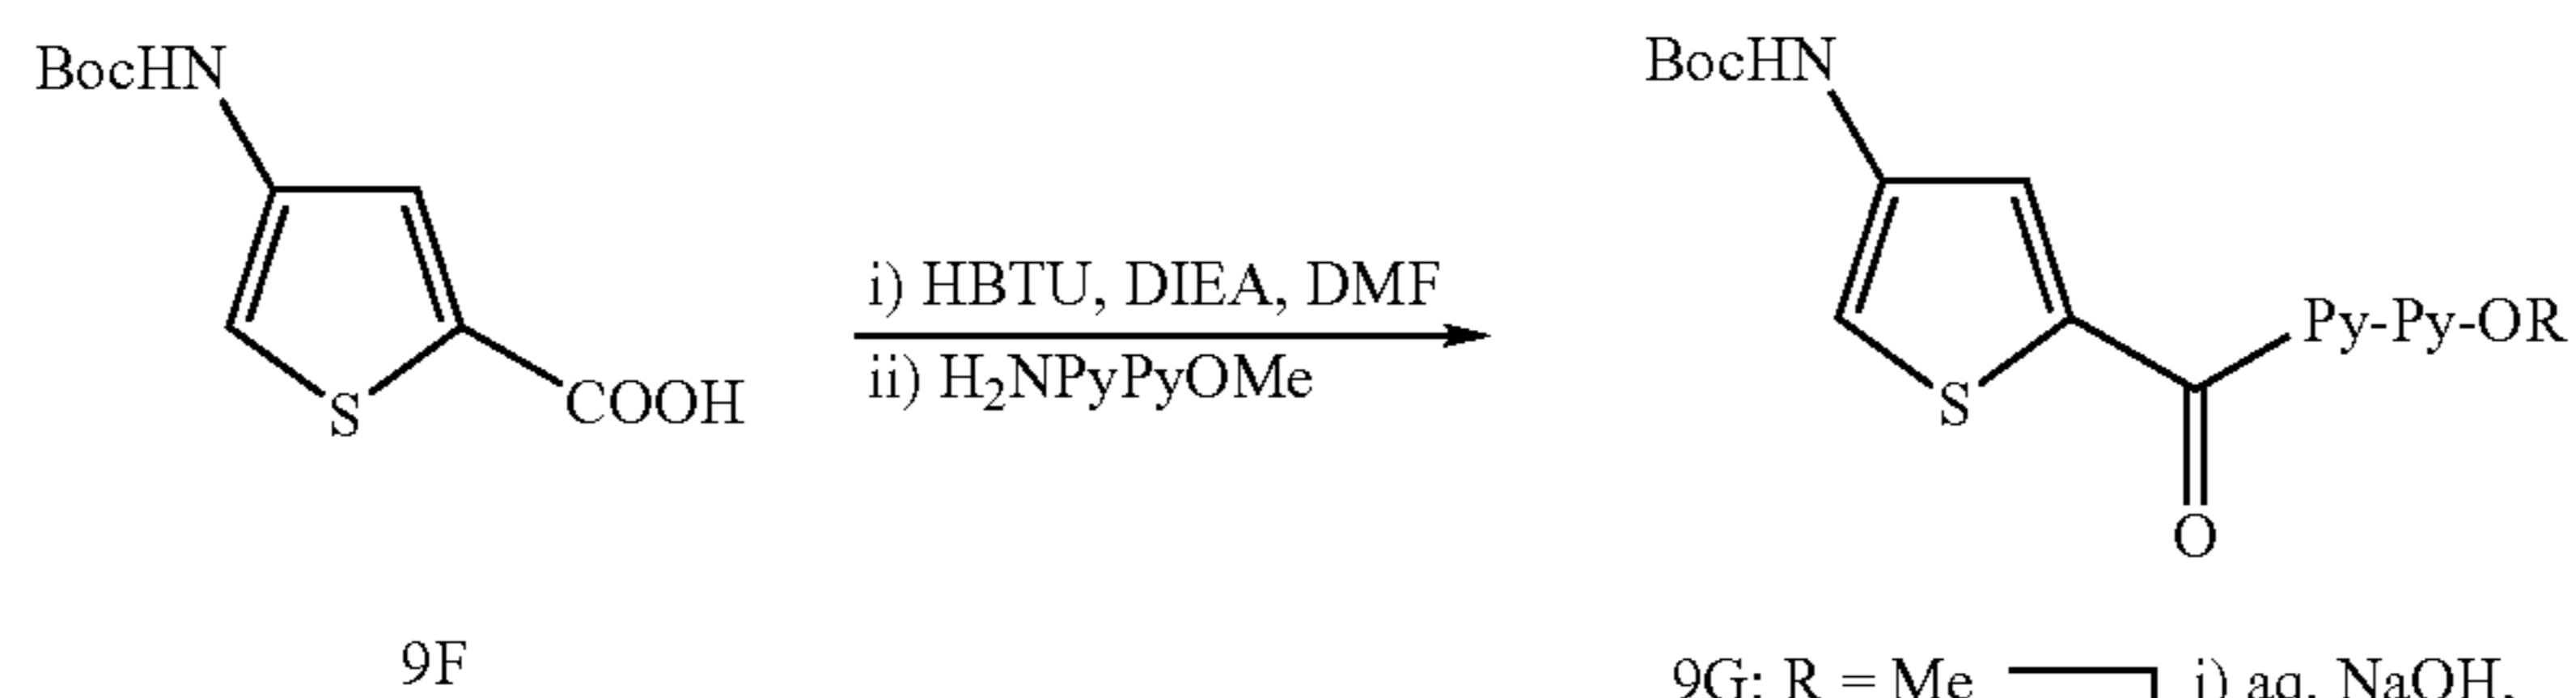 BocHN
S
COOH
9F
i) HBTU, DIEA, DMF
ii) H₂NPyPyOMe
BocHN
S
Py-Py-OR
O
9G: R = Me
i) aq. NaOH,